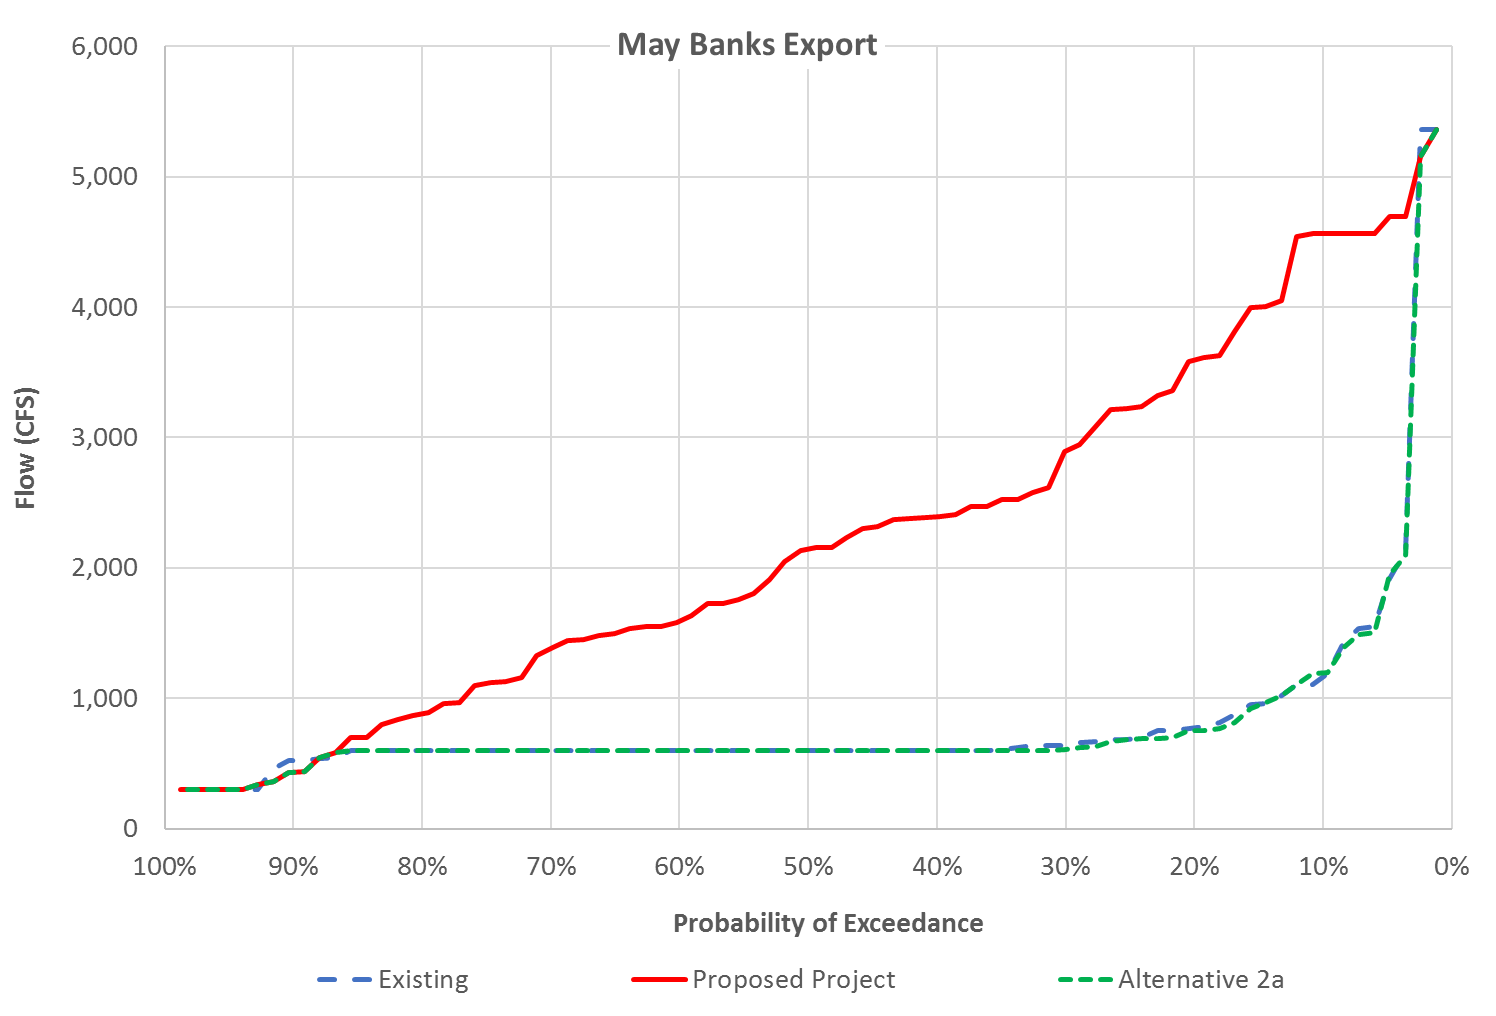 May Banks Export
6,000
5,000
4,000
3,000
2,000
1,000
0
Flow (CFS)
100% 90% 80% 70% 60% 50% 40% 30% 20% 10% 0%
Probability of Exceedance
Existing Proposed Project Alternative 2a